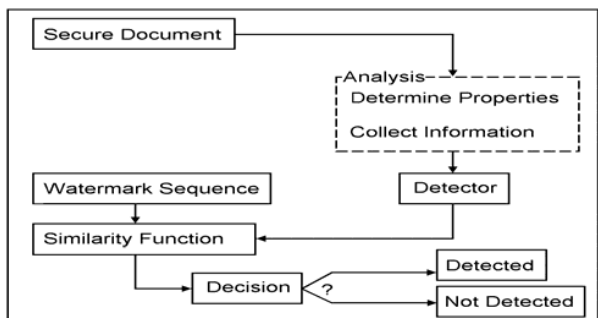 Secure Document
Analysis
Determine Properties
Collect Information
Watermark Sequence
Detector
Similarity Function
Decision
?
Detected
Not Detected